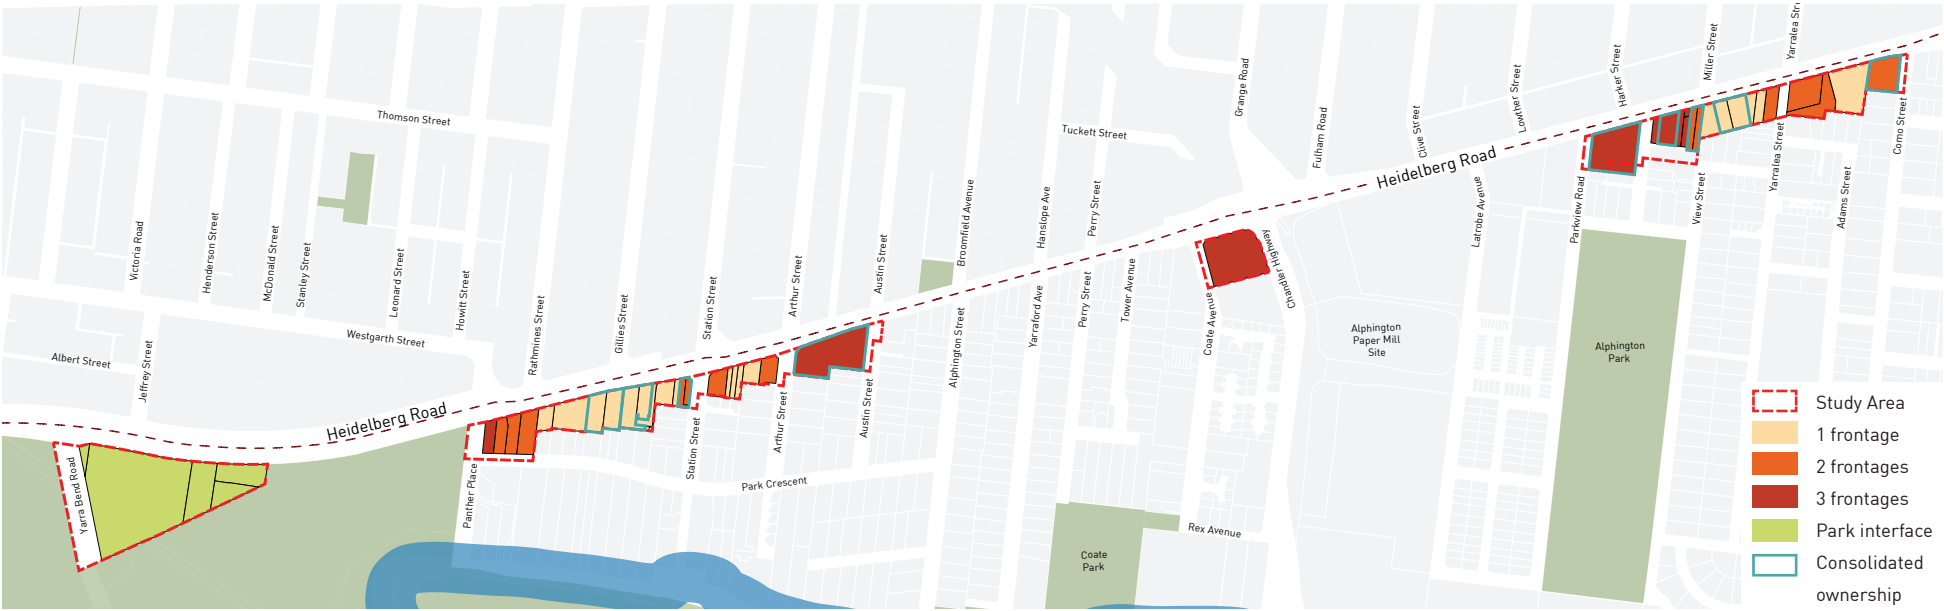 Thomson Street
Victoria Road
Henderson Street
McDonald Street
Stanley Street
Leonard Street
Howitt Street
Rathmines Street
Gillies Street
Station Street
Arthur Street
Austin Street
Broomfield Avenue
Hanslope Ave
Perry Street
Tuckett Street
Grange Road
Fulham Road
Clive Street
Lowther Street
Harker Street
Miller Street
Yarralea Str
Westgarth Street
Albert Street
Jeffrey Street
Heidelberg Road
Heidelberg Road
Yarra Bend Road
Panther Place
Station Street
Arthur Street
Austin Street
Park Crescent
Alphington Street
Yarraford Ave
Perry Street
Tower Avenue
Coate Avenue
Chandler Highway
Rex Avenue
Coate
Park
Alphington
Paper Mill
Site
Latrobe Avenue
Parkview Road
Alphington
Park
View Street
Yarralea Street
Adams Street
Como Street
Study Area
1 frontage
2 frontages
3 frontages
Park interface
Consolidated
ownership